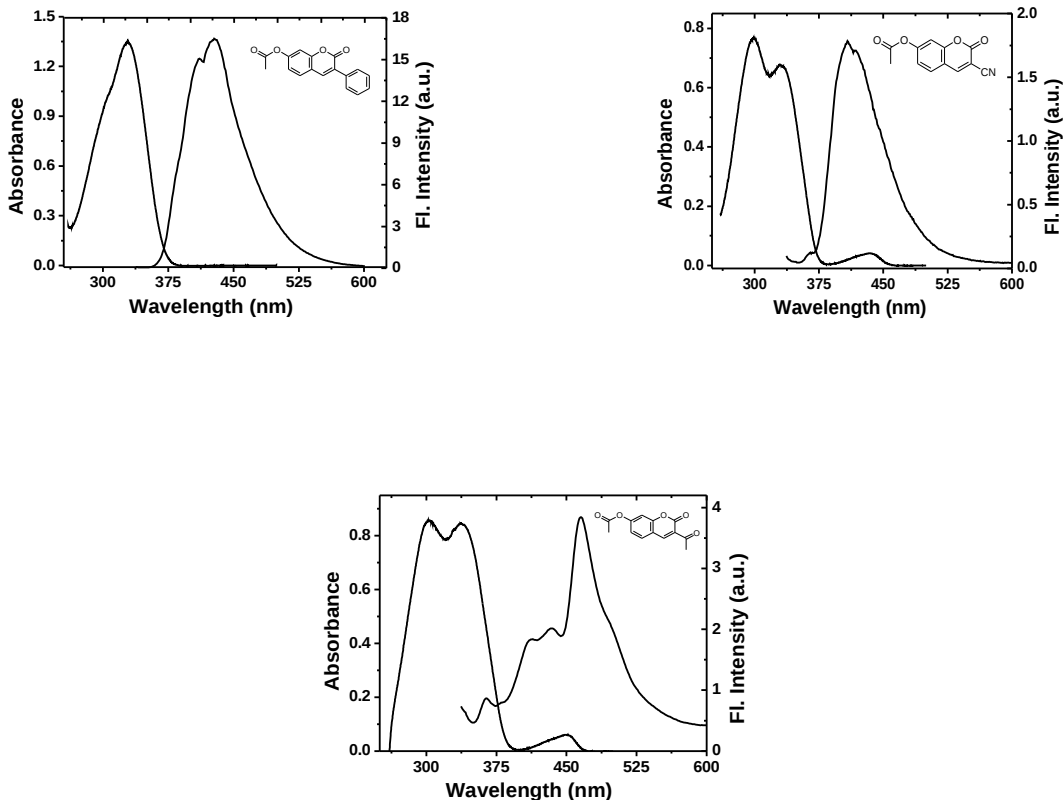 1.5
1.2
0.9
0.6
0.3
0.0
Absorbance
18
15
12
9
6
3
0
Fl. Intensity (a.u.)
300
375
450
525
600
Wavelength (nm)
O
O
O
O
0.8
0.6
0.4
0.2
0.0
Absorbance
2.0
1.5
1.0
0.5
0.0
Fl. Intensity (a.u.)
300
375
450
525
600
Wavelength (nm)
O
O
O
O
CN
0.8
0.6
0.4
0.2
0.0
Absorbance
4
3
2
1
0
Fl. Intensity (a.u.)
300
375
450
525
600
Wavelength (nm)
O
O
O
O
O